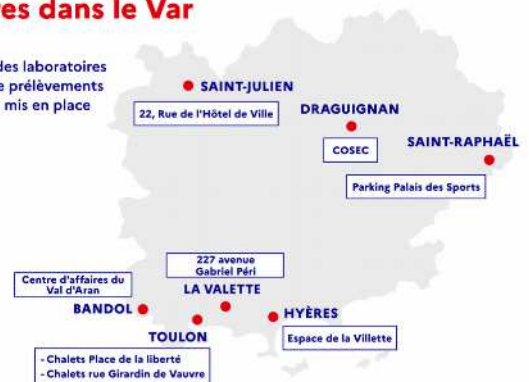 res dans le Var
des laboratoires
e prélèvements
mis en place
SAINT-JULIEN
22, Rue de l'Hôtel de Ville
DRAGUIGNAN
COSEC
SAINT-RAPHAËL
Parking Palais des Sports
227 avenue
Gabriel Péri
LA VALETTE
Centre d'affaires du
Val d'Aran
BANDOL
HYÈRES
Espace de la Villette
TOULON
- Chalets Place de la liberté
- Chalets rue Girardin de Vauvre